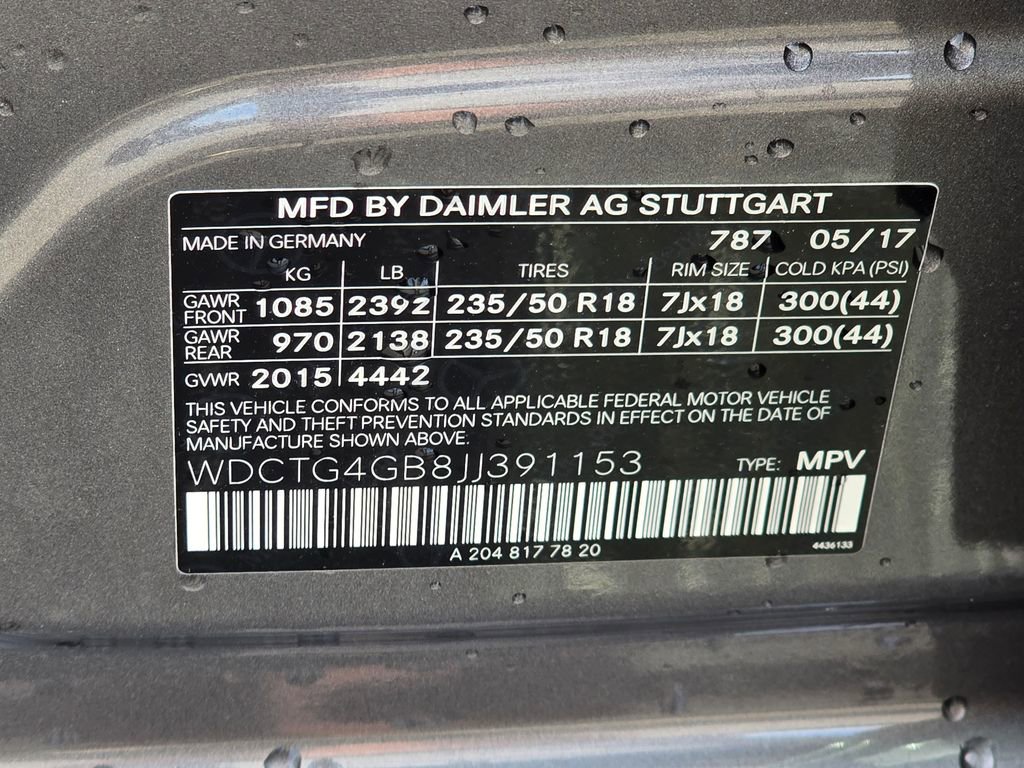 MFD BY DAIMLER AG STUTTGART
MADE IN GERMANY 787 05/17
KG LB TIRES RIM SIZE COLD KPA (PSI)
GAWR FRONT 1085 2392 235/50 R18 7Jx18 300(44)
GAWR REAR 970 2138 235/50 R18 7Jx18 300(44)
GVWR 2015 4442
THIS VEHICLE CONFORMS TO ALL APPLICABLE FEDERAL MOTOR VEHICLE
SAFETY AND THEFT PREVENTION STANDARDS IN EFFECT ON THE DATE OF
MANUFACTURE SHOWN ABOVE.
WDCTG4GB8JJ391153 TYPE: MPV
A 204 817 78 20 4436133